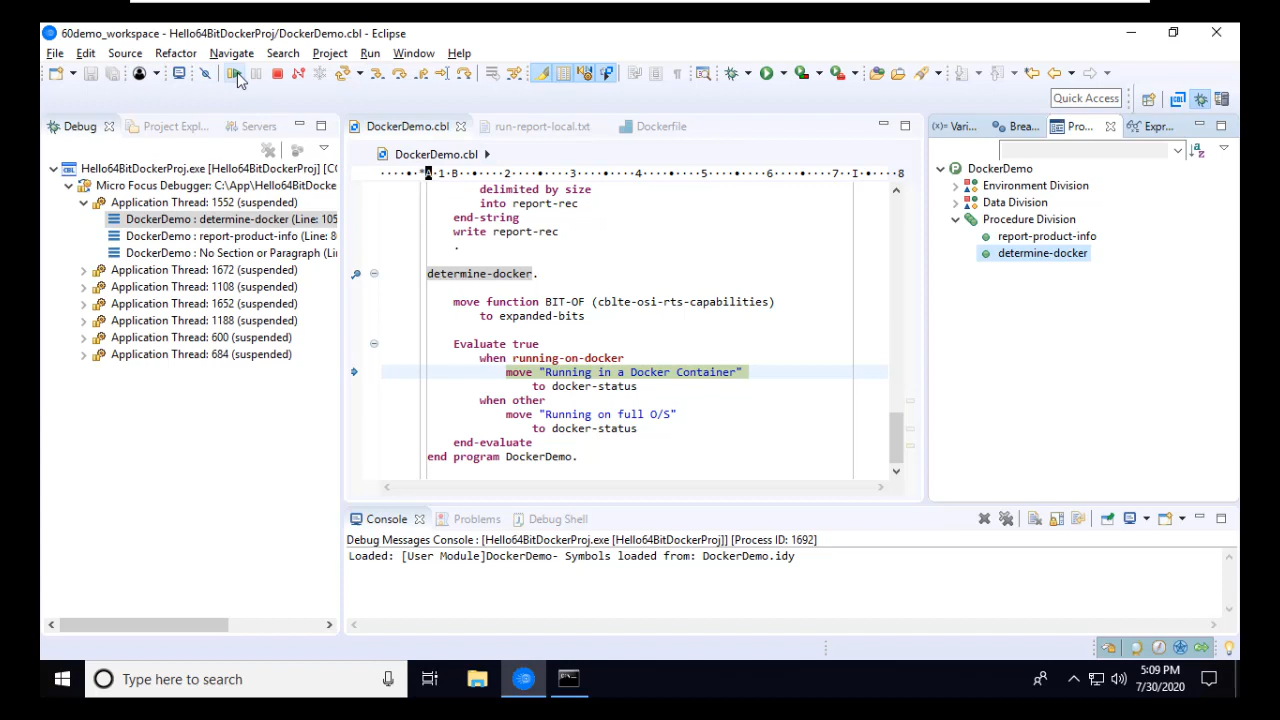 60demo_workspace - Hello64BitDockerProj/DockerDemo.cbl - Eclipse
File Edit Source Refactor Navigate Search Project Run Window Help
Quick Access
Debug Project Expl... Servers
Hello64BitDockerProj.exe [Hello64BitDockerProj] [CO
Micro Focus Debugger: C:\App\Hello64BitDocke
Application Thread: 1552 (suspended)
DockerDemo : determine-docker (Line: 105
DockerDemo : report-product-info (Line: 8
DockerDemo : No Section or Paragraph (Li
Application Thread: 1672 (suspended)
Application Thread: 1108 (suspended)
Application Thread: 1652 (suspended)
Application Thread: 1188 (suspended)
Application Thread: 600 (suspended)
Application Thread: 684 (suspended)
DockerDemo.cbl run-report-local.txt Dockerfile
DockerDemo.cbl
·····*A·1·B··•····2····•····3····•····4····•····5····•····6····•····7·I··•····8
delimited by size
into report-rec
end-string
write report-rec
.
determine-docker.
move function BIT-OF (cblte-osi-rts-capabilities)
to expanded-bits
Evaluate true
when running-on-docker
move "Running in a Docker Container"
to docker-status
when other
move "Running on full O/S"
to docker-status
end-evaluate
end program DockerDemo.
(x)= Vari... Brea... Pro... Expr...
DockerDemo
Environment Division
Data Division
Procedure Division
report-product-info
determine-docker
Console Problems Debug Shell
Debug Messages Console : [Hello64BitDockerProj.exe [Hello64BitDockerProj]] [Process ID: 1692]
Loaded: [User Module]DockerDemo- Symbols loaded from: DockerDemo.idy
Type here to search
5:09 PM
7/30/2020